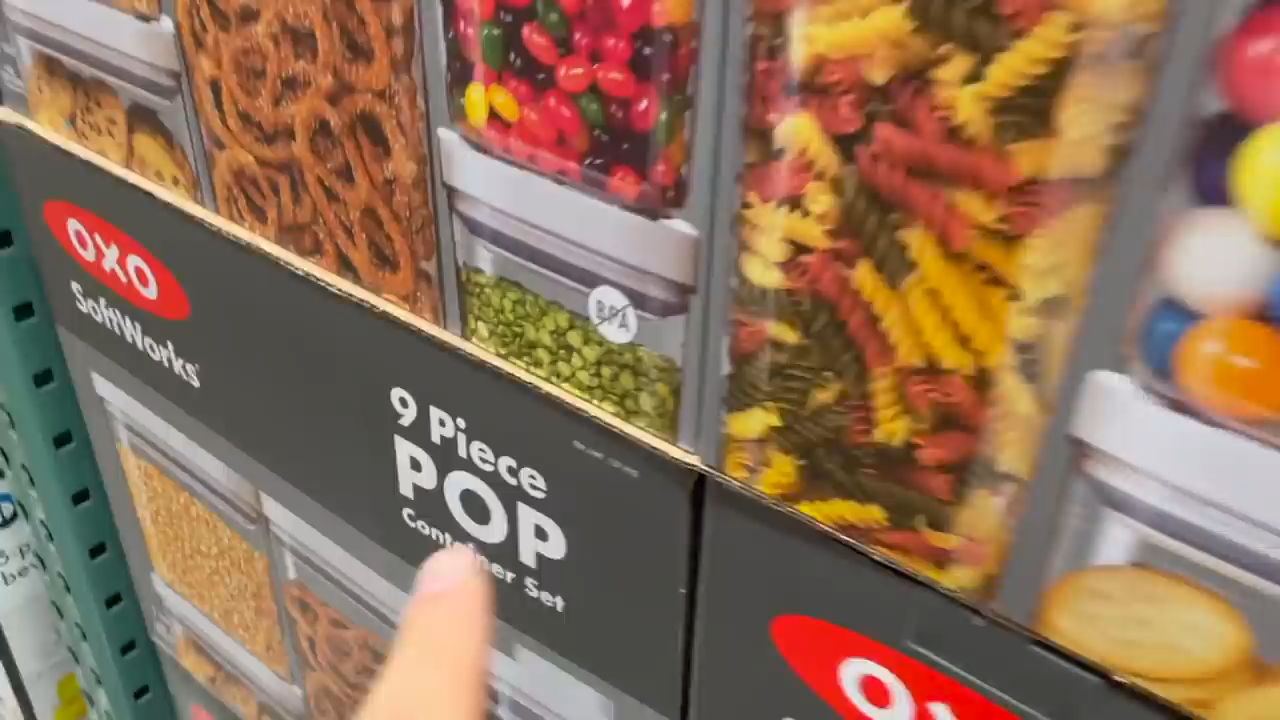 OXO
SoftWorks
BPA
9 Piece
POP
Container Set